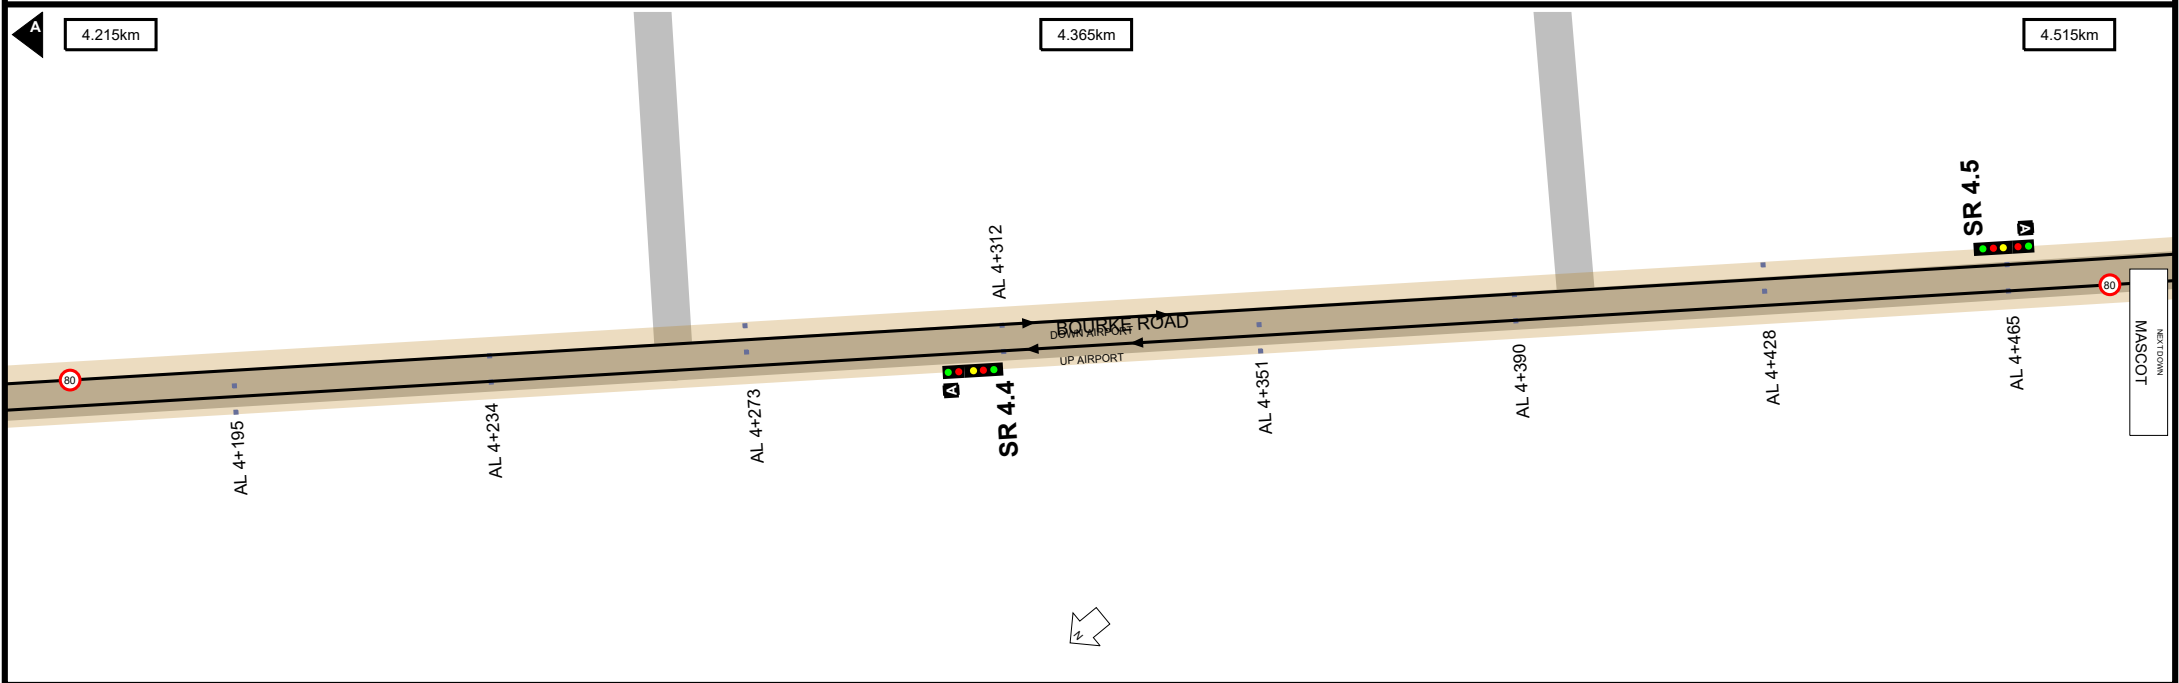 A
4.215km
4.365km
4.515km
SR 4.5
A
AL 4+312
80
BOURKE ROAD
DOWN AIRPORT
UP AIRPORT
80
NEXT DOWN
MASCOT
A
SR 4.4
AL 4+195
AL 4+234
AL 4+273
AL 4+351
AL 4+390
AL 4+428
AL 4+465
N